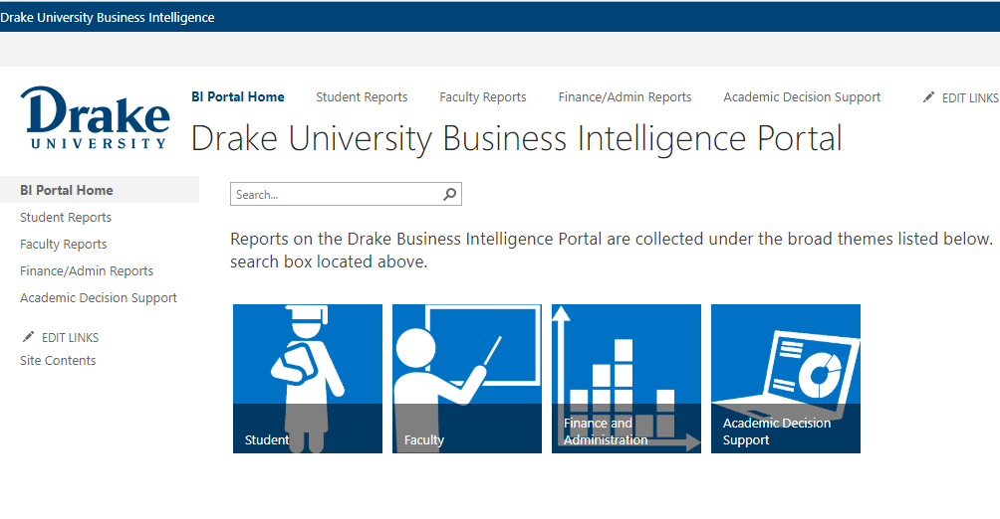 Drake University Business Intelligence
Drake
UNIVERSITY
BI Portal Home Student Reports Faculty Reports Finance/Admin Reports Academic Decision Support EDIT LINKS
Drake University Business Intelligence Portal
BI Portal Home
Student Reports
Faculty Reports
Finance/Admin Reports
Academic Decision Support
EDIT LINKS
Site Contents
Search...
Reports on the Drake Business Intelligence Portal are collected under the broad themes listed below.
search box located above.
Student
Faculty
Finance and
Administration
Academic Decision
Support